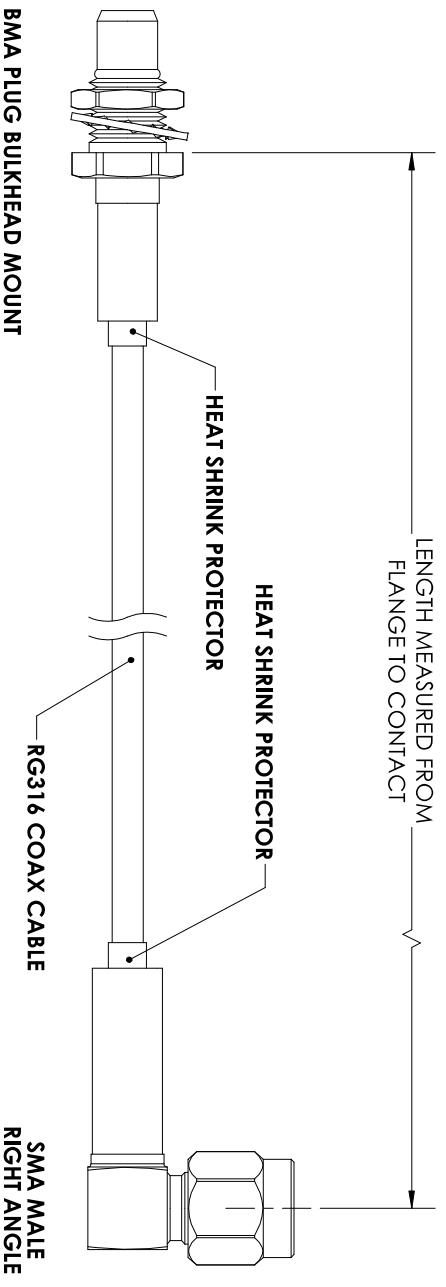 LENGTH MEASURED FROM
FLANGE TO CONTACT
HEAT SHRINK PROTECTOR
HEAT SHRINK PROTECTOR
RG316 COAX CABLE
BMA PLUG BULKHEAD MOUNT
SMA MALE
RIGHT ANGLE